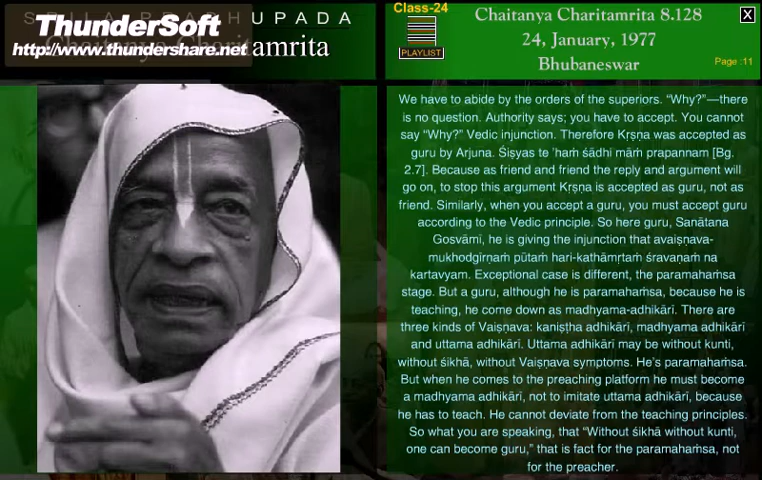 SRILA PRABHUPADA
ThunderSoft
http://www.thundershare.net
Chaitanya Charitamrita
Class-24
PLAYLIST
Chaitanya Charitamrita 8.128
24, January, 1977
Bhubaneswar
X
Page :11
We have to abide by the orders of the superiors. “Why?”—there
is no question. Authority says; you have to accept. You cannot
say “Why?” Vedic injunction. Therefore Kṛṣṇa was accepted as
guru by Arjuna. Śiṣyas te ’haṁ śādhi māṁ prapannam [Bg.
2.7]. Because as friend and friend the reply and argument will
go on, to stop this argument Kṛṣṇa is accepted as guru, not as
friend. Similarly, when you accept a guru, you must accept guru
according to the Vedic principle. So here guru, Sanātana
Gosvāmī, he is giving the injunction that avaiṣṇava-
mukhodgīrṇaṁ pūtaṁ hari-kathāmṛtaṁ śravaṇaṁ na
kartavyam. Exceptional case is different, the paramahaṁsa
stage. But a guru, although he is paramahaṁsa, because he is
teaching, he come down as madhyama-adhikārī. There are
three kinds of Vaiṣṇava: kaniṣṭha adhikārī, madhyama adhikārī
and uttama adhikārī. Uttama adhikārī may be without kunti,
without śikhā, without Vaiṣṇava symptoms. He’s paramahaṁsa.
But when he comes to the preaching platform he must become
a madhyama adhikārī, not to imitate uttama adhikārī, because
he has to teach. He cannot deviate from the teaching principles.
So what you are speaking, that “Without śikhā without kunti,
one can become guru,” that is fact for the paramahaṁsa, not
for the preacher.